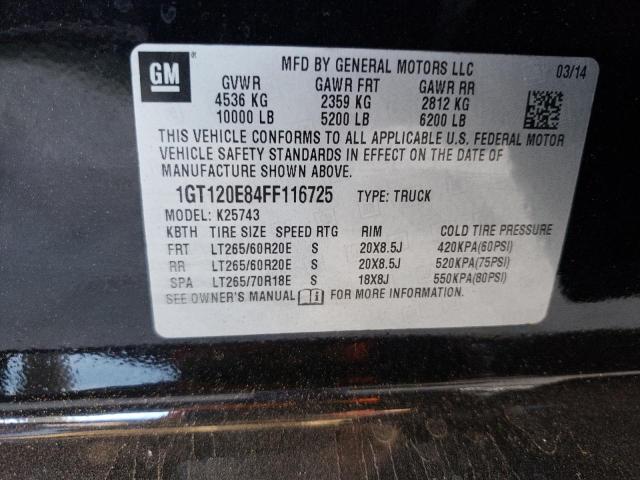 GM
MFD BY GENERAL MOTORS LLC 03/14
GVWR GAWR FRT GAWR RR
4536 KG 2359 KG 2812 KG
10000 LB 5200 LB 6200 LB
THIS VEHICLE CONFORMS TO ALL APPLICABLE U.S. FEDERAL MOTOR
VEHICLE SAFETY STANDARDS IN EFFECT ON THE DATE OF
MANUFACTURE SHOWN ABOVE.
1GT120E84FF116725 TYPE: TRUCK
MODEL: K25743
KBTH TIRE SIZE SPEED RTG RIM COLD TIRE PRESSURE
FRT LT265/60R20E S 20X8.5J 420KPA(60PSI)
RR LT265/60R20E S 20X8.5J 520KPA(75PSI)
SPA LT265/70R18E S 18X8J 550KPA(80PSI)
SEE OWNER'S MANUAL i FOR MORE INFORMATION.